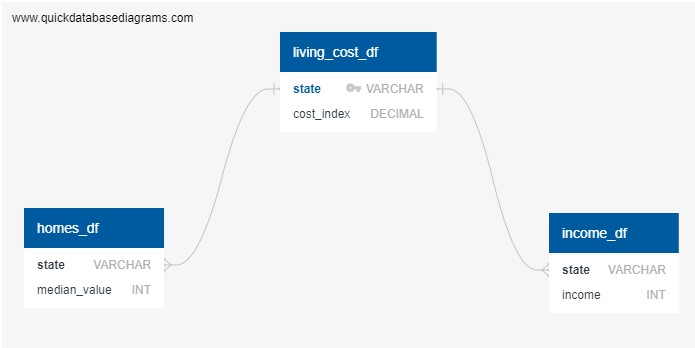 www.quickdatabasediagrams.com
living_cost_df
state VARCHAR
cost_index DECIMAL
homes_df
state VARCHAR
median_value INT
income_df
state VARCHAR
income INT